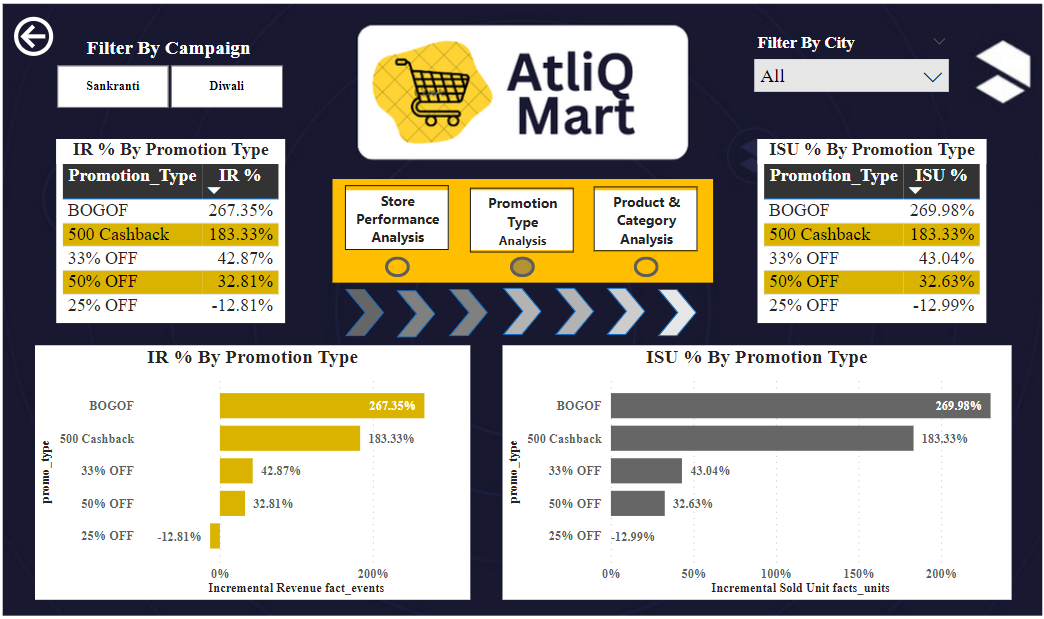 Filter By Campaign
Sankranti
Diwali
AtliQ
Mart
Filter By City
All
IR % By Promotion Type
Promotion_Type IR %
BOGOF 267.35%
500 Cashback 183.33%
33% OFF 42.87%
50% OFF 32.81%
25% OFF -12.81%
Store
Performance
Analysis
Promotion
Type
Analysis
Product &
Category
Analysis
ISU % By Promotion Type
Promotion_Type ISU %
BOGOF 269.98%
500 Cashback 183.33%
33% OFF 43.04%
50% OFF 32.63%
25% OFF -12.99%
IR % By Promotion Type
promo_type
BOGOF 267.35%
500 Cashback 183.33%
33% OFF 42.87%
50% OFF 32.81%
25% OFF -12.81%
0% 200%
Incremental Revenue fact_events
ISU % By Promotion Type
promo_type
BOGOF 269.98%
500 Cashback 183.33%
33% OFF 43.04%
50% OFF 32.63%
25% OFF -12.99%
0% 50% 100% 150% 200%
Incremental Sold Unit facts_units